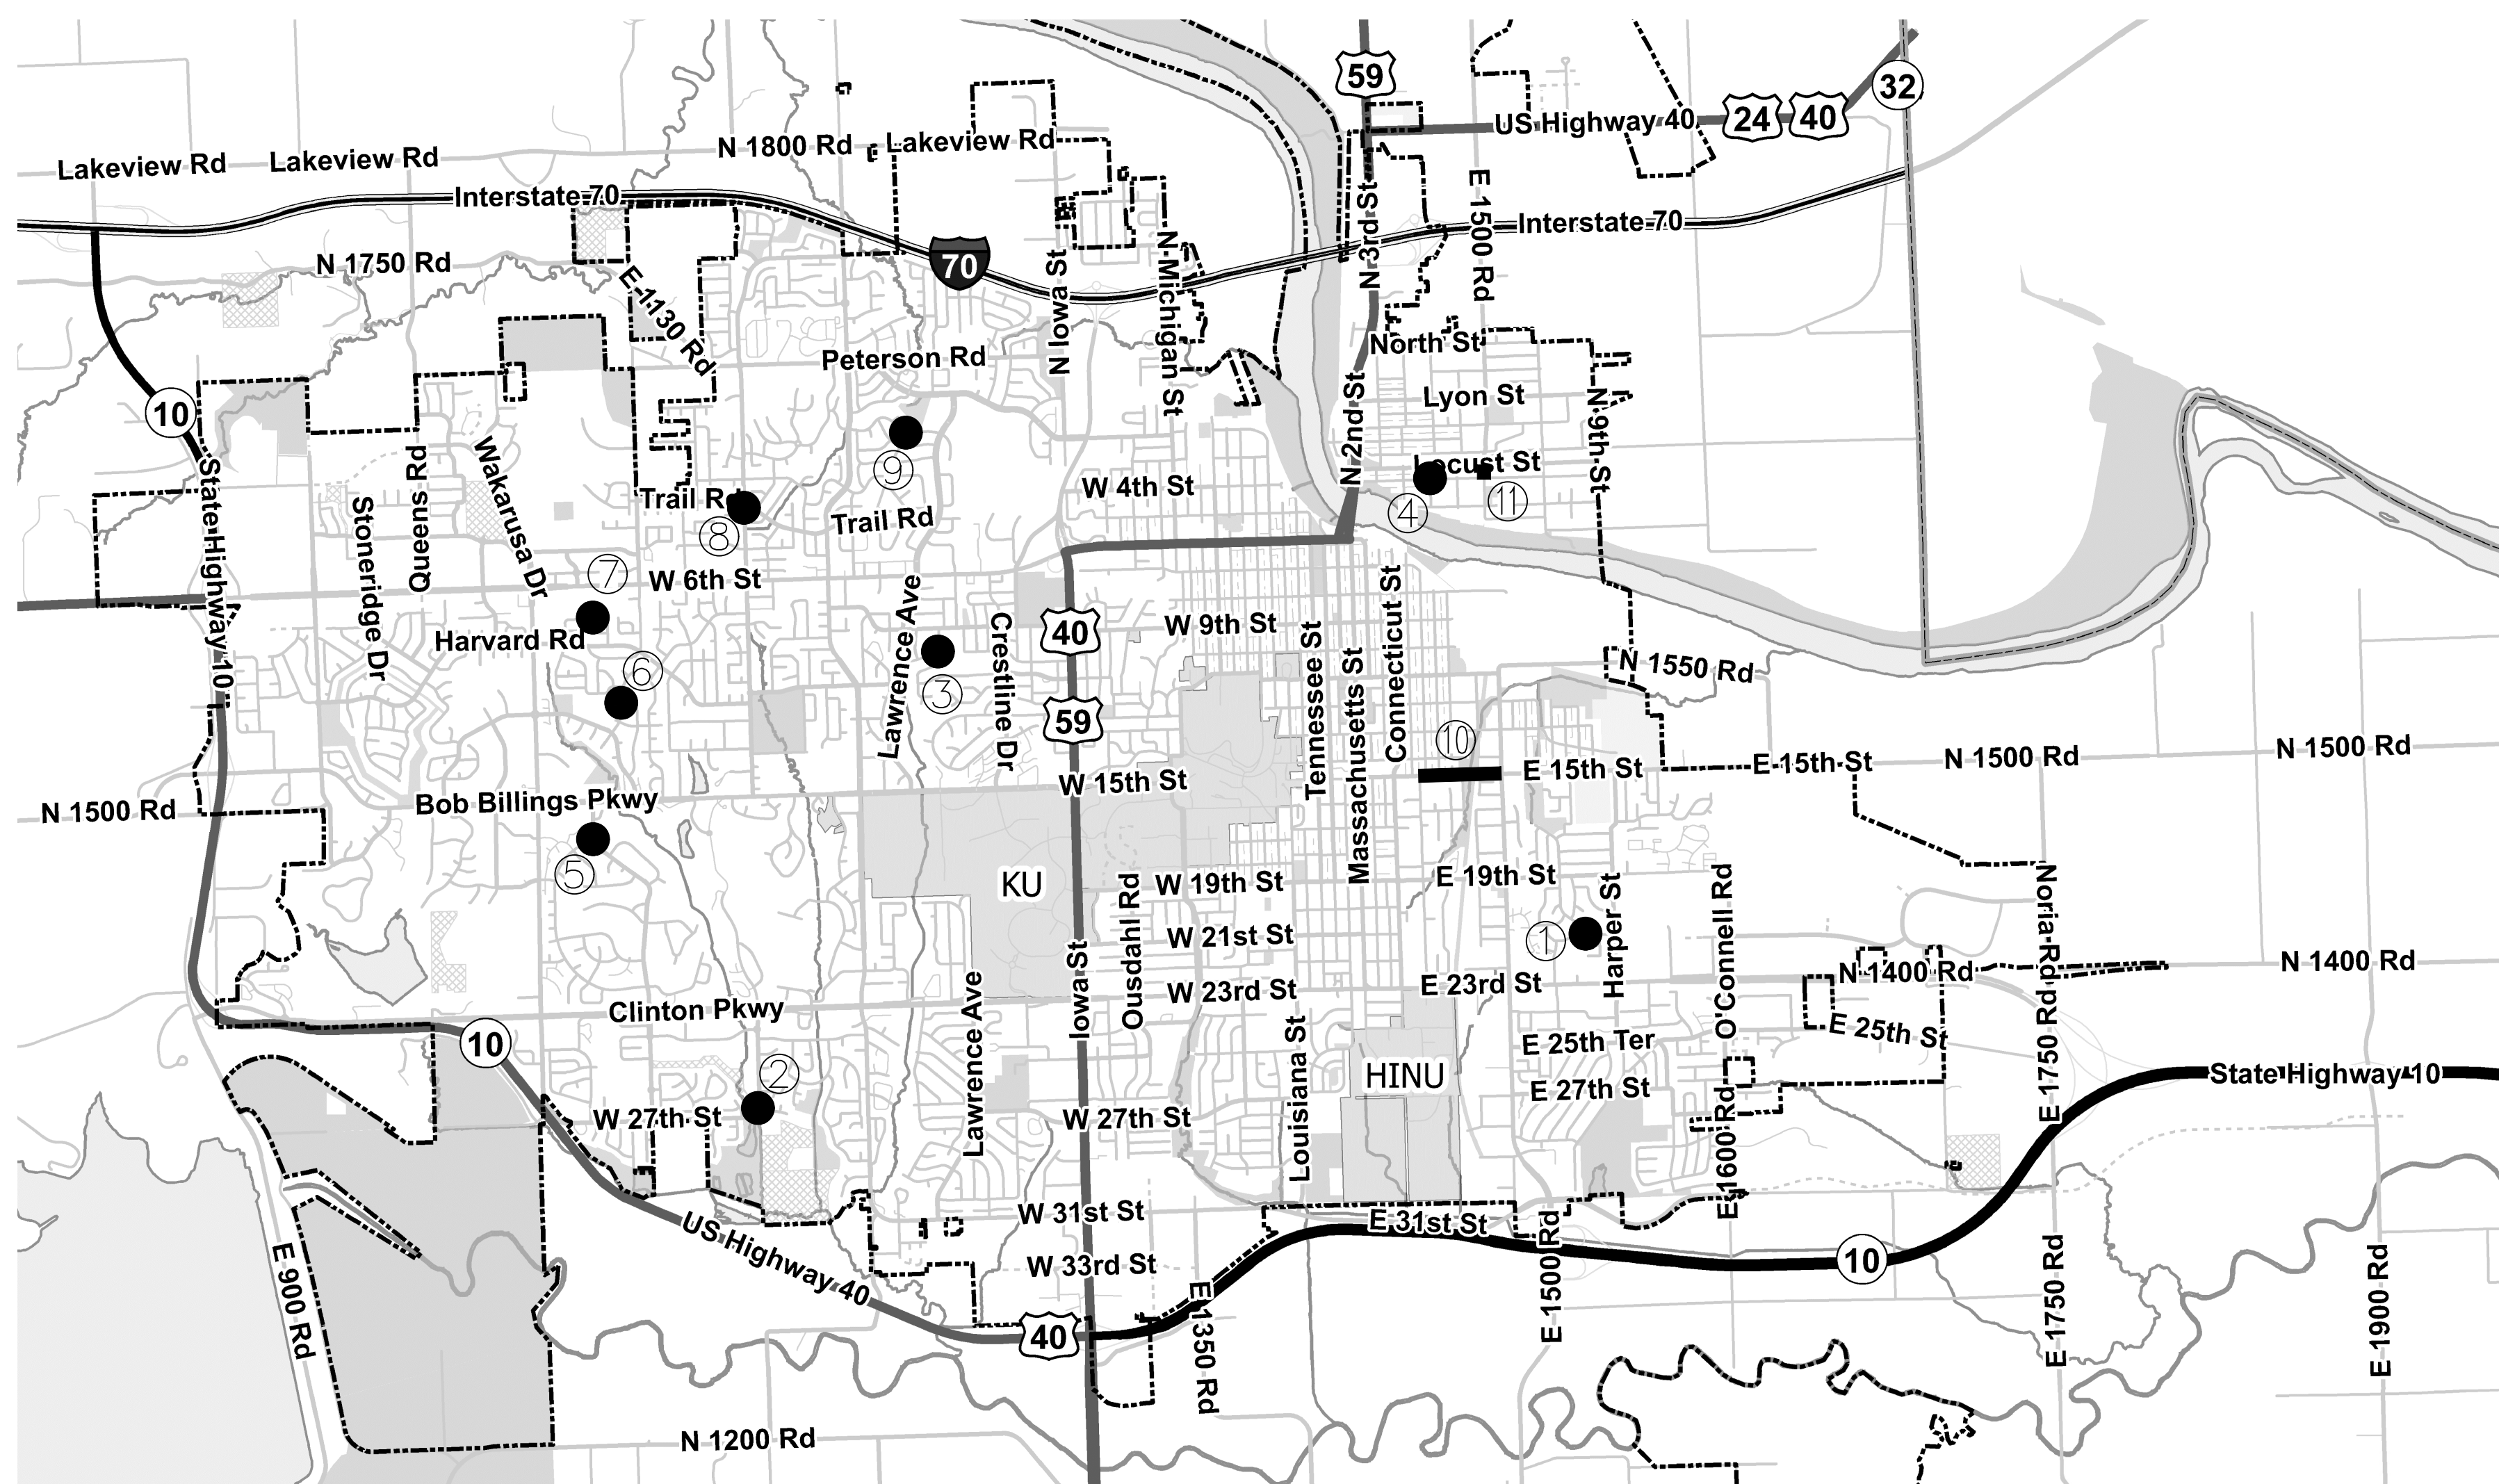 59
32
US Highway 40
24
40
N 1800 Rd
Lakeview Rd
Lakeview Rd
Lakeview Rd
Interstate 70
Interstate 70
N 3rd St
E 1500 Rd
N 1750 Rd
70
N Iowa St
N Michigan St
E 1130 Rd
Peterson Rd
North St
10
Lyon St
N 2nd St
N 9th St
9
Locust St
State Highway 10
Stoneridge Dr
Queens Rd
Wakarusa Dr
Trail Rd
8
Trail Rd
W 4th St
4
11
7
W 6th St
Harvard Rd
6
Lawrence Ave
3
Crestline Dr
40
W 9th St
Tennessee St
Massachusetts St
Connecticut St
N 1550 Rd
59
10
N 1500 Rd
Bob Billings Pkwy
W 15th St
E 15th St
E 15th St
N 1500 Rd
N 1500 Rd
5
KU
Ousdahl Rd
W 19th St
E 19th St
1
Harper St
O'Connell Rd
Noria Rd
W 21st St
Iowa St
Lawrence Ave
Clinton Pkwy
W 23rd St
E 23rd St
N 1400 Rd
N 1400 Rd
10
Louisiana St
E 25th Ter
E 25th St
E 1750 Rd
2
HINU
E 27th St
State Highway 10
W 27th St
W 27th St
E 1600 Rd
US Highway 40
W 31st St
E 31st St
E 900 Rd
W 33rd St
10
E 1500 Rd
E 1750 Rd
E 1900 Rd
40
E 1350 Rd
N 1200 Rd